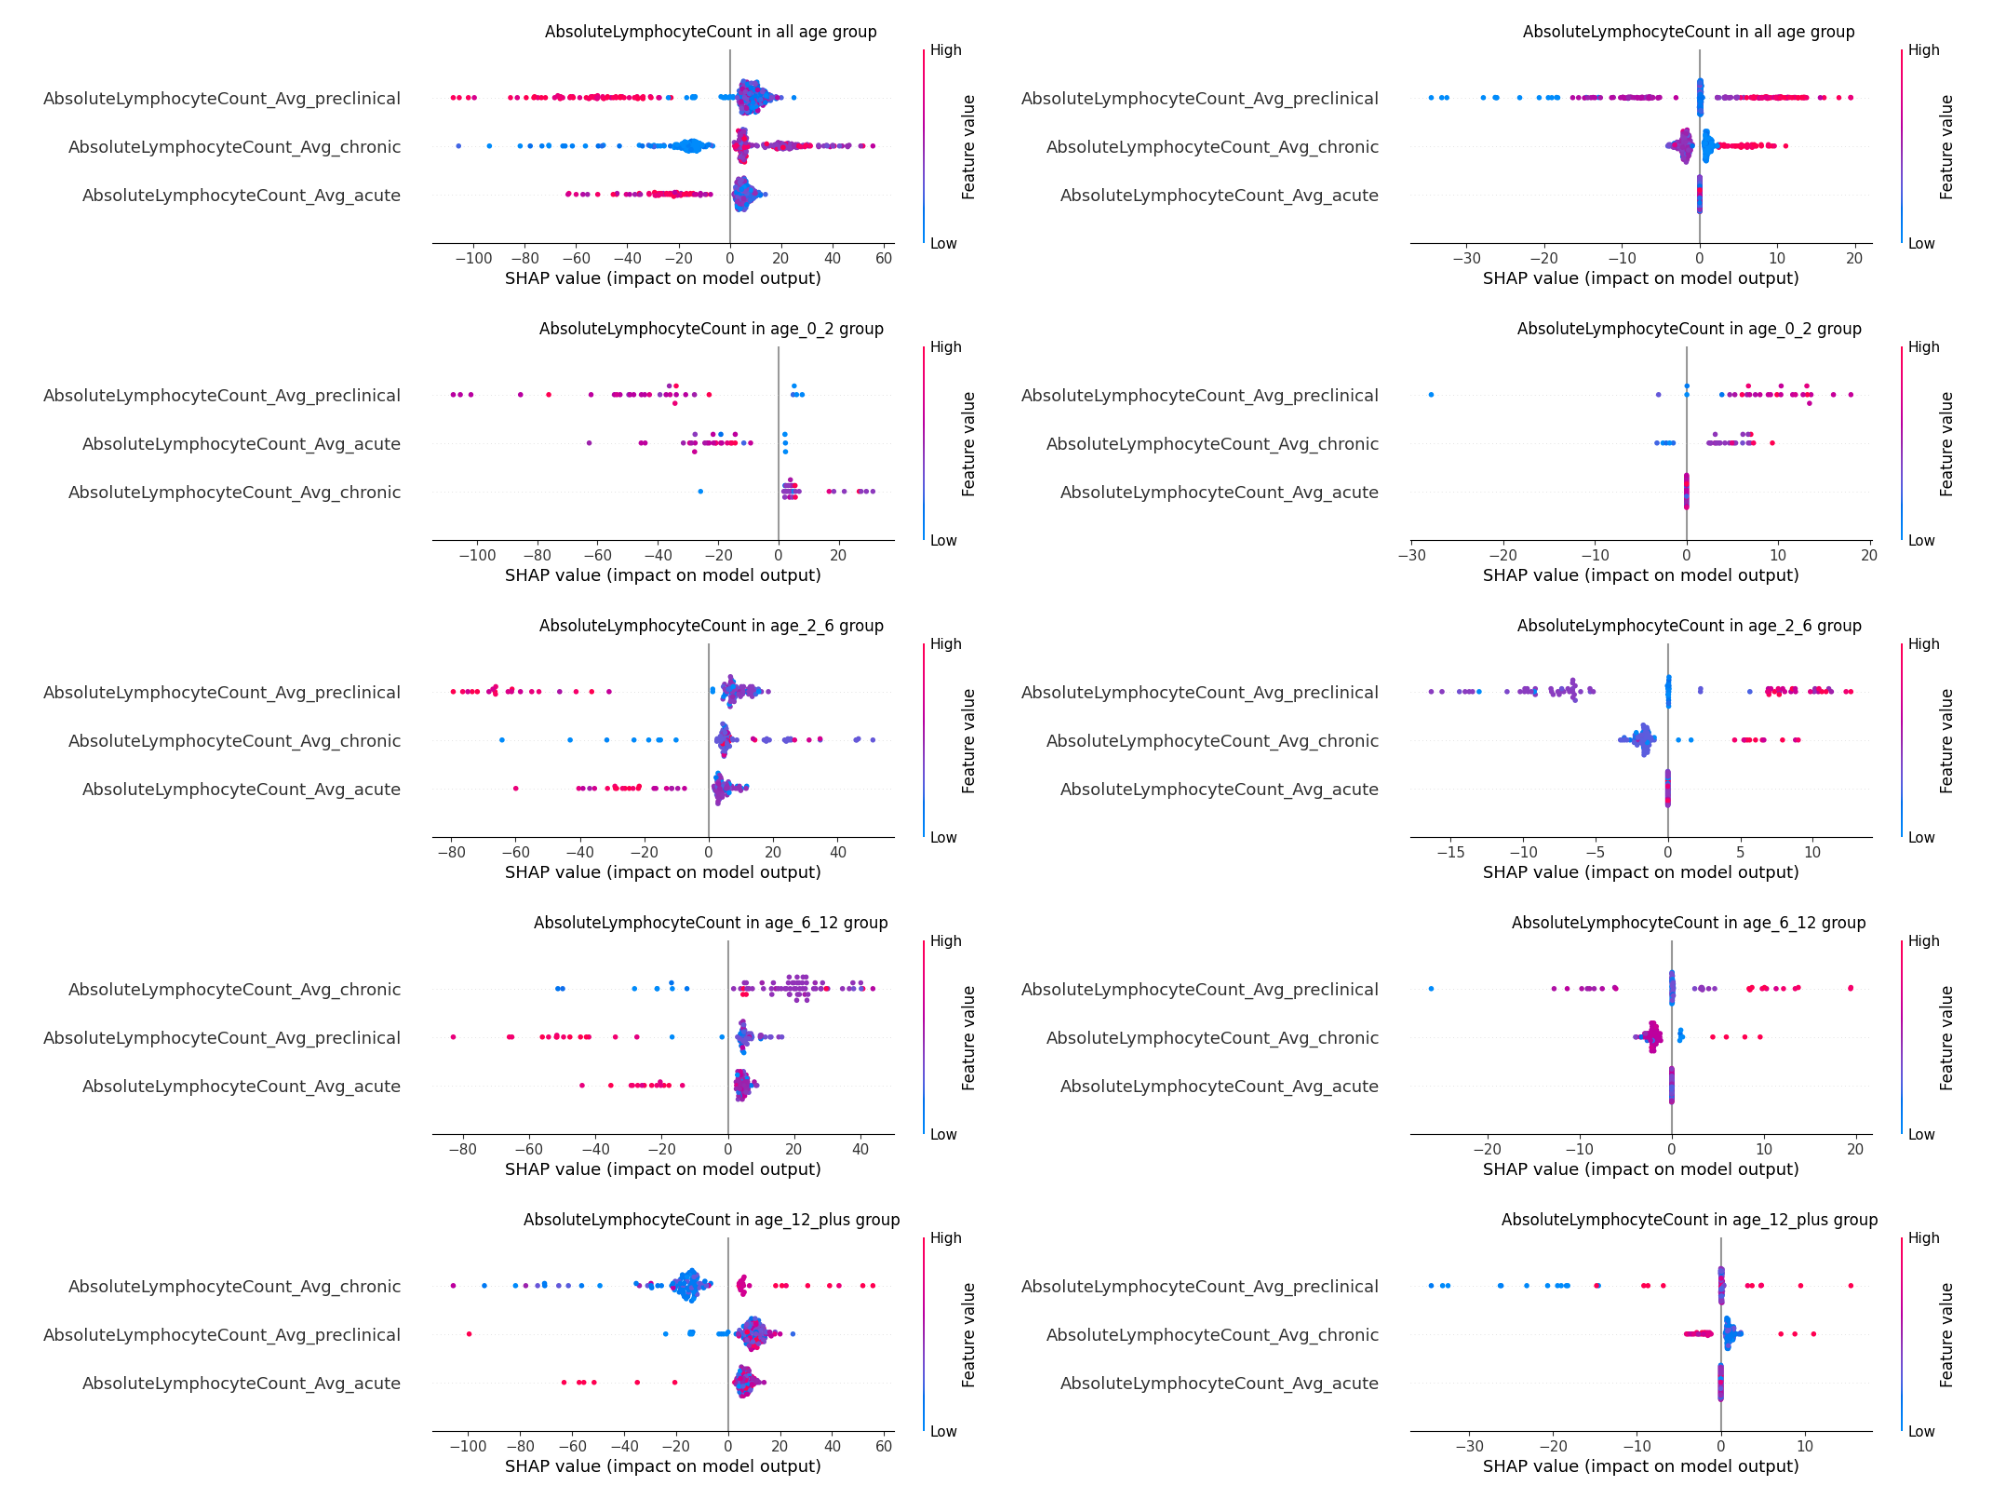 AbsoluteLymphocyteCount in all age group
High
AbsoluteLymphocyteCount_Avg_preclinical
AbsoluteLymphocyteCount_Avg_chronic
AbsoluteLymphocyteCount_Avg_acute
Feature value
Low
−100 −80 −60 −40 −20 0 20 40 60
SHAP value (impact on model output)
AbsoluteLymphocyteCount in all age group
High
AbsoluteLymphocyteCount_Avg_preclinical
AbsoluteLymphocyteCount_Avg_chronic
AbsoluteLymphocyteCount_Avg_acute
Feature value
Low
−30 −20 −10 0 10 20
SHAP value (impact on model output)
AbsoluteLymphocyteCount in age_0_2 group
High
AbsoluteLymphocyteCount_Avg_preclinical
AbsoluteLymphocyteCount_Avg_acute
AbsoluteLymphocyteCount_Avg_chronic
Feature value
Low
−100 −80 −60 −40 −20 0 20
SHAP value (impact on model output)
AbsoluteLymphocyteCount in age_0_2 group
High
AbsoluteLymphocyteCount_Avg_preclinical
AbsoluteLymphocyteCount_Avg_chronic
AbsoluteLymphocyteCount_Avg_acute
Feature value
Low
−30 −20 −10 0 10 20
SHAP value (impact on model output)
AbsoluteLymphocyteCount in age_2_6 group
High
AbsoluteLymphocyteCount_Avg_preclinical
AbsoluteLymphocyteCount_Avg_chronic
AbsoluteLymphocyteCount_Avg_acute
Feature value
Low
−80 −60 −40 −20 0 20 40
SHAP value (impact on model output)
AbsoluteLymphocyteCount in age_2_6 group
High
AbsoluteLymphocyteCount_Avg_preclinical
AbsoluteLymphocyteCount_Avg_chronic
AbsoluteLymphocyteCount_Avg_acute
Feature value
Low
−15 −10 −5 0 5 10
SHAP value (impact on model output)
AbsoluteLymphocyteCount in age_6_12 group
High
AbsoluteLymphocyteCount_Avg_chronic
AbsoluteLymphocyteCount_Avg_preclinical
AbsoluteLymphocyteCount_Avg_acute
Feature value
Low
−80 −60 −40 −20 0 20 40
SHAP value (impact on model output)
AbsoluteLymphocyteCount in age_6_12 group
High
AbsoluteLymphocyteCount_Avg_preclinical
AbsoluteLymphocyteCount_Avg_chronic
AbsoluteLymphocyteCount_Avg_acute
Feature value
Low
−20 −10 0 10 20
SHAP value (impact on model output)
AbsoluteLymphocyteCount in age_12_plus group
High
AbsoluteLymphocyteCount_Avg_chronic
AbsoluteLymphocyteCount_Avg_preclinical
AbsoluteLymphocyteCount_Avg_acute
Feature value
Low
−100 −80 −60 −40 −20 0 20 40 60
SHAP value (impact on model output)
AbsoluteLymphocyteCount in age_12_plus group
High
AbsoluteLymphocyteCount_Avg_preclinical
AbsoluteLymphocyteCount_Avg_chronic
AbsoluteLymphocyteCount_Avg_acute
Feature value
Low
−30 −20 −10 0 10
SHAP value (impact on model output)